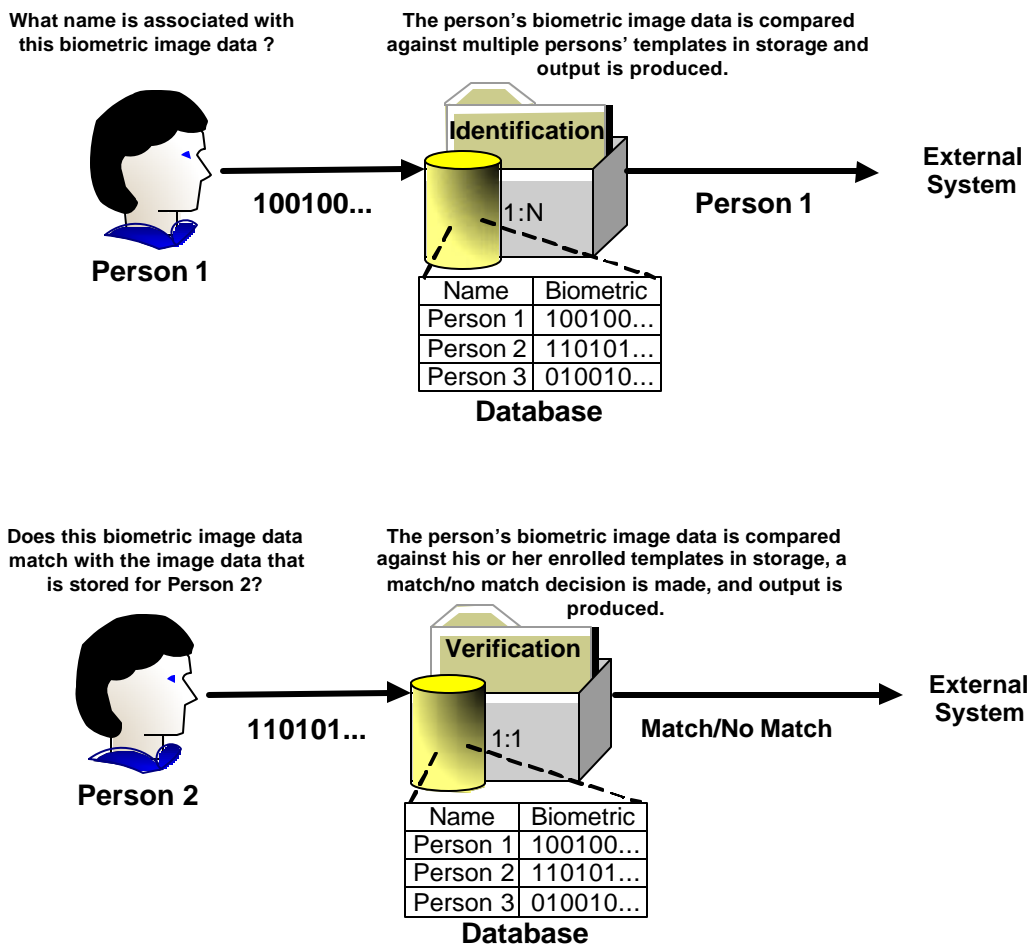 What name is associated with
this biometric image data ?
The person's biometric image data is compared
against multiple persons' templates in storage and
output is produced.
Identification
1:N
100100...
Person 1
Person 1
External
System
Name Biometric
Person 1 100100...
Person 2 110101...
Person 3 010010...
Database
Does this biometric image data
match with the image data that
is stored for Person 2?
The person's biometric image data is compared
against his or her enrolled templates in storage, a
match/no match decision is made, and output is
produced.
Verification
1:1
110101...
Person 2
Match/No Match
External
System
Name Biometric
Person 1 100100...
Person 2 110101...
Person 3 010010...
Database